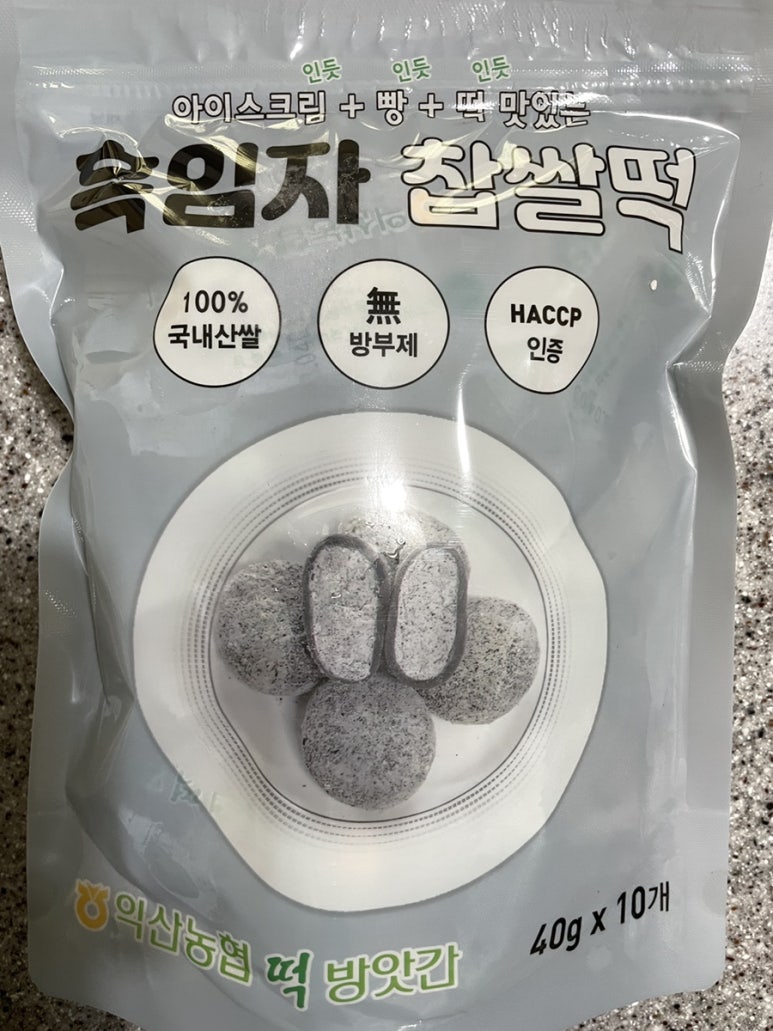 인듯 인듯 인듯
아이스크림 + 빵 + 떡 맛있는
흑임자 찹쌀떡
100%
국내산쌀
無
방부제
HACCP
인증
익산농협 떡 방앗간
40g x 10개